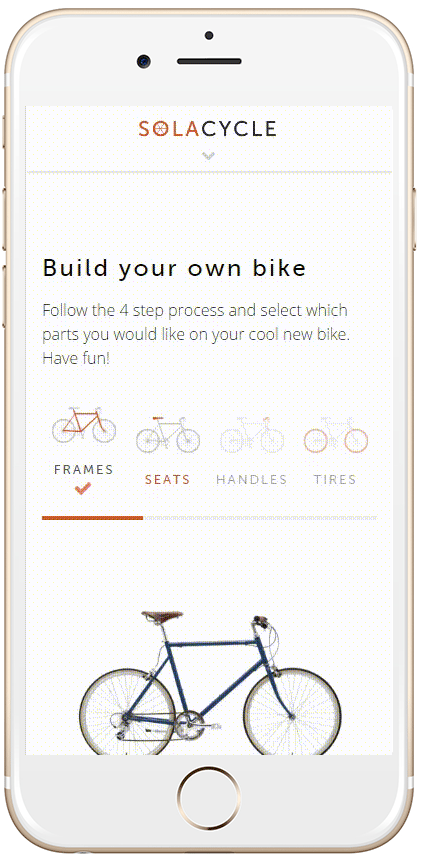 SOLACYCLE
Build your own bike
Follow the 4 step process and select which
parts you would like on your cool new bike.
Have fun!
FRAMES
SEATS
HANDLES
TIRES